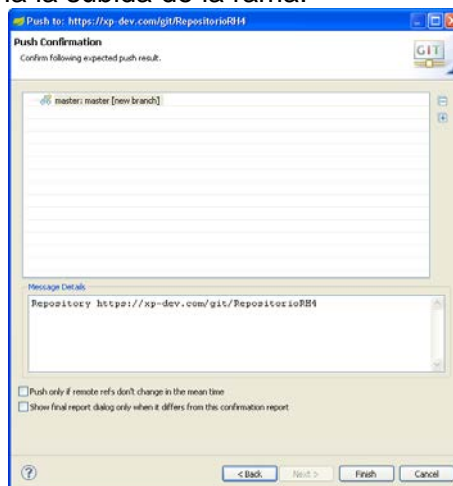 la subida de la rama.
Push to: https://xp-dev.com/git/RepositorioRH4
Push Confirmation
Confirm following expected push result.
GIT
master: master [new branch]
Message Details
Repository https://xp-dev.com/git/RepositorioRH4
Push only if remote refs don't change in the mean time
Show final report dialog only when it differs from this confirmation report
?
< Back
Next >
Finish
Cancel